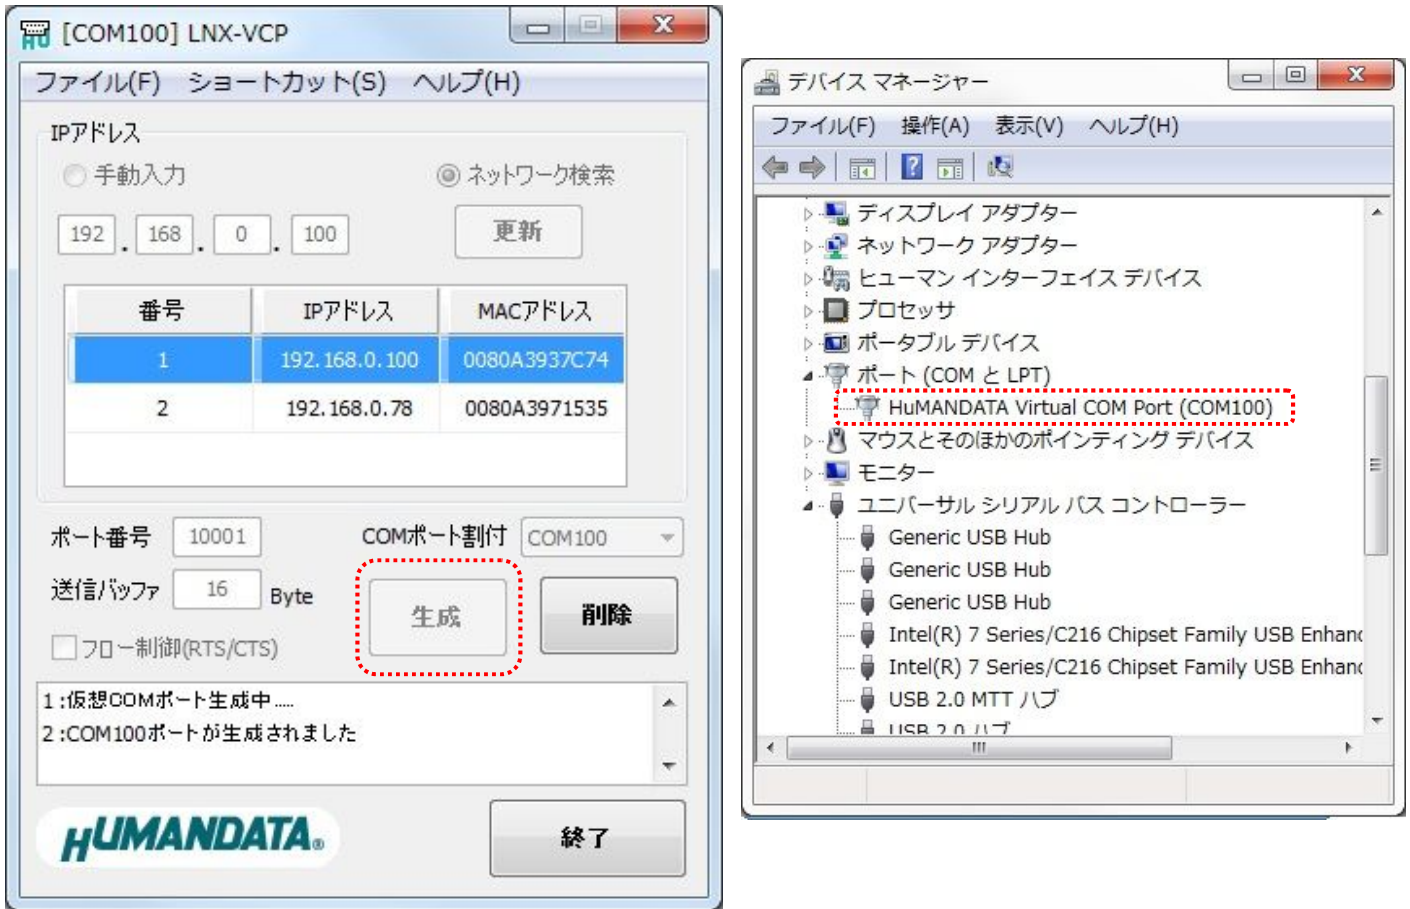 [COM100] LNX-VCP
ファイル(F) ショートカット(S) ヘルプ(H)
IPアドレス
手動入力 ネットワーク検索
192 . 168 . 0 . 100 更新
番号 IPアドレス MACアドレス
1 192.168.0.100 0080A3937C74
2 192.168.0.78 0080A3971535
ポート番号 10001 COMポート割付 COM100
送信バッファ 16 Byte
生成 削除
フロー制御(RTS/CTS)
1:仮想COMポート生成中.....
2:COM100ポートが生成されました
HUMANDATA®
終了
デバイス マネージャー
ファイル(F) 操作(A) 表示(V) ヘルプ(H)
ディスプレイ アダプター
ネットワーク アダプター
ヒューマン インターフェイス デバイス
プロセッサ
ポータブル デバイス
ポート (COM と LPT)
HuMANDATA Virtual COM Port (COM100)
マウスとそのほかのポインティング デバイス
モニター
ユニバーサル シリアル バス コントローラー
Generic USB Hub
Generic USB Hub
Generic USB Hub
Intel(R) 7 Series/C216 Chipset Family USB Enhanc
Intel(R) 7 Series/C216 Chipset Family USB Enhanc
USB 2.0 MTT ハブ
USB 2.0 ハブ